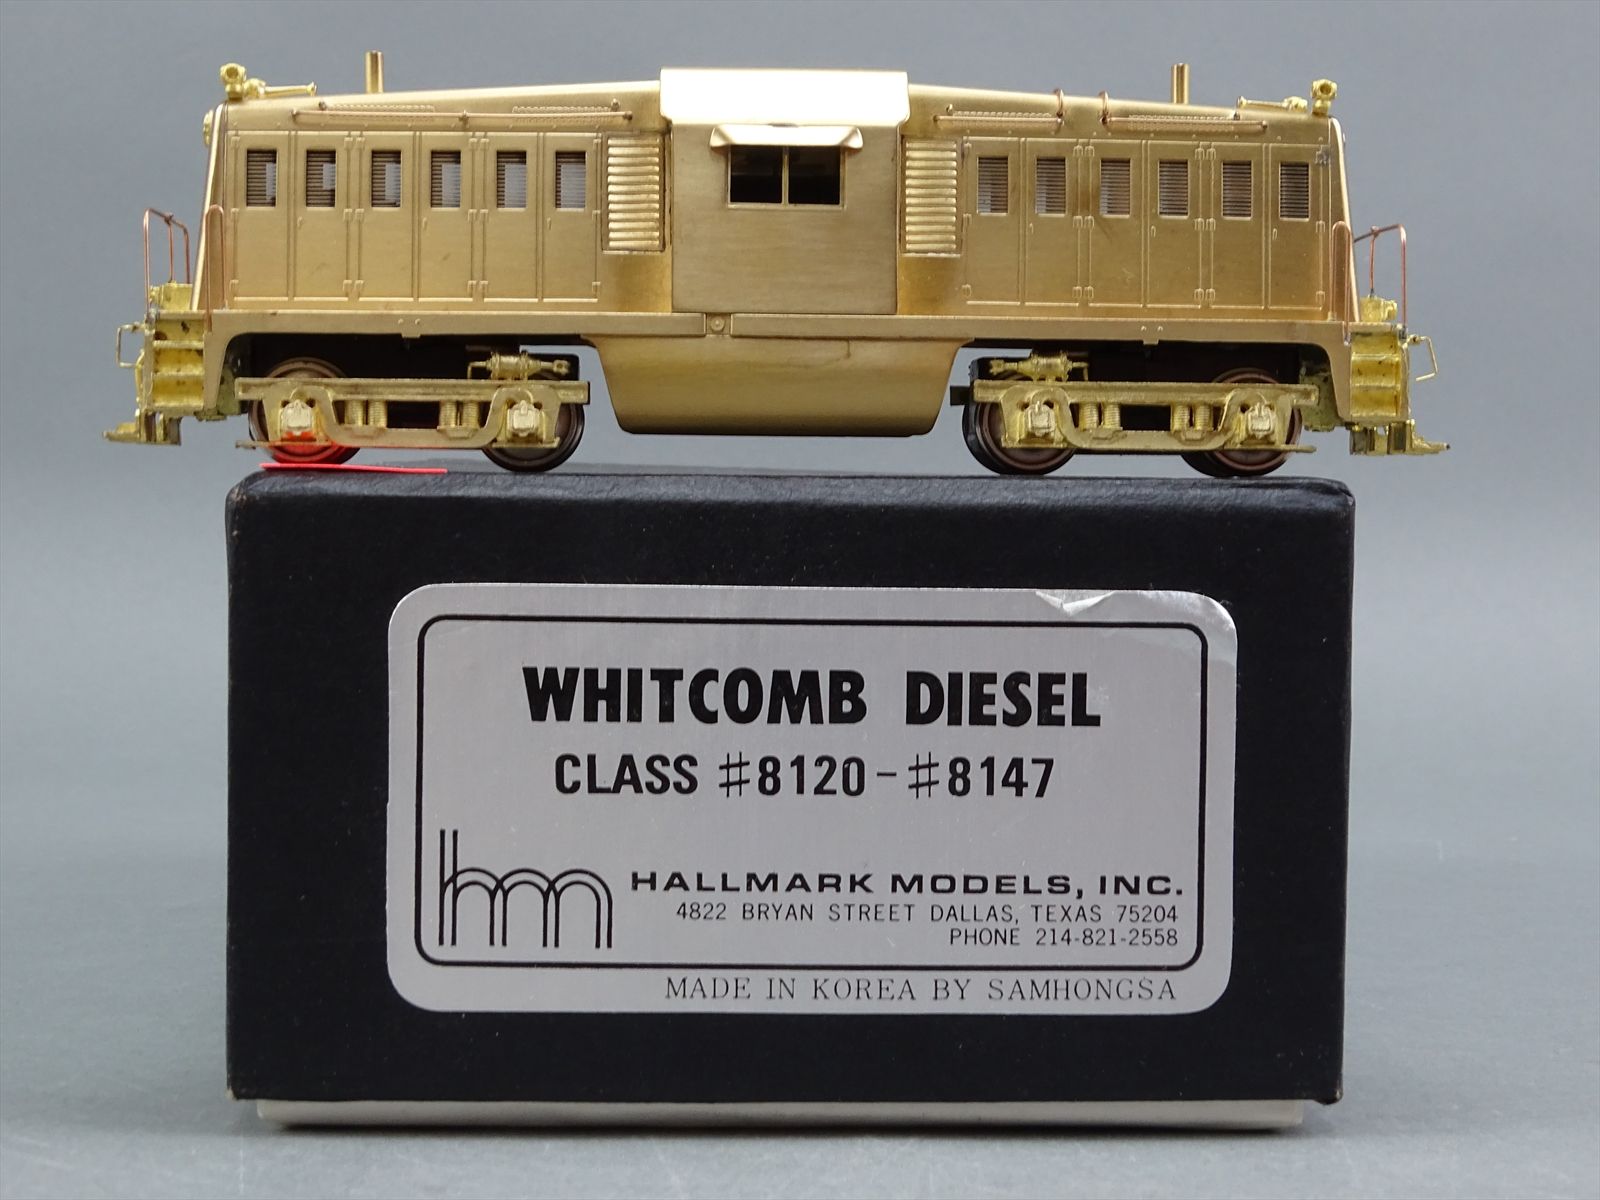 WHITCOMB DIESEL
CLASS #8120-#8147
hm
HALLMARK MODELS, INC.
4822 BRYAN STREET DALLAS, TEXAS 75204
PHONE 214-821-2558
MADE IN KOREA BY SAMHONGSA